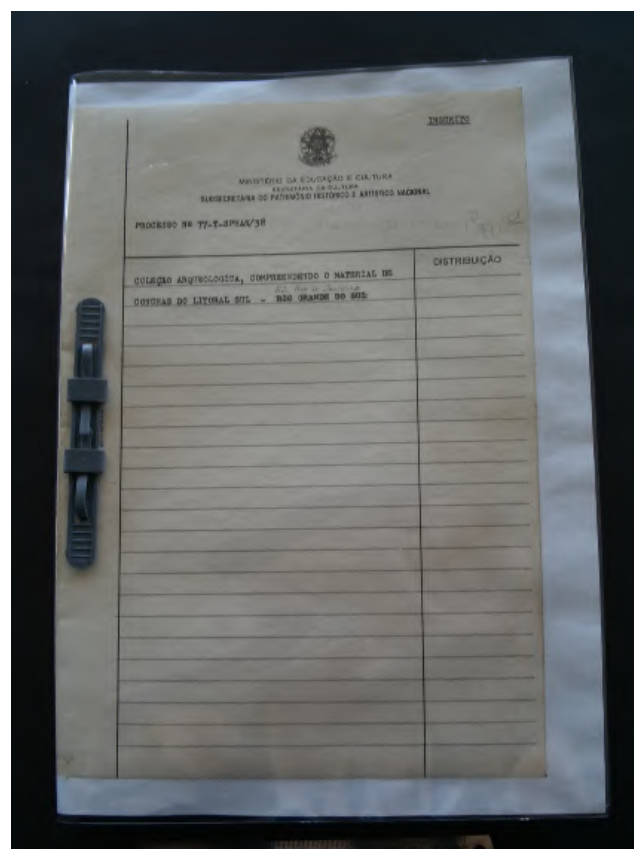 INSCRITO
MINISTÉRIO DA EDUCAÇÃO E CULTURA
SECRETARIA DA CULTURA
SUBSECRETARIA DO PATRIMÔNIO HISTÓRICO E ARTÍSTICO NACIONAL
PROCESSO Nº 77-T-SPHAN/38
DISTRIBUIÇÃO
COLEÇÃO ARQUEOLOGICA, COMPREENDENDO O MATERIAL DE
CONCHAS DO LITORAL SUL - RIO GRANDE DO SUL